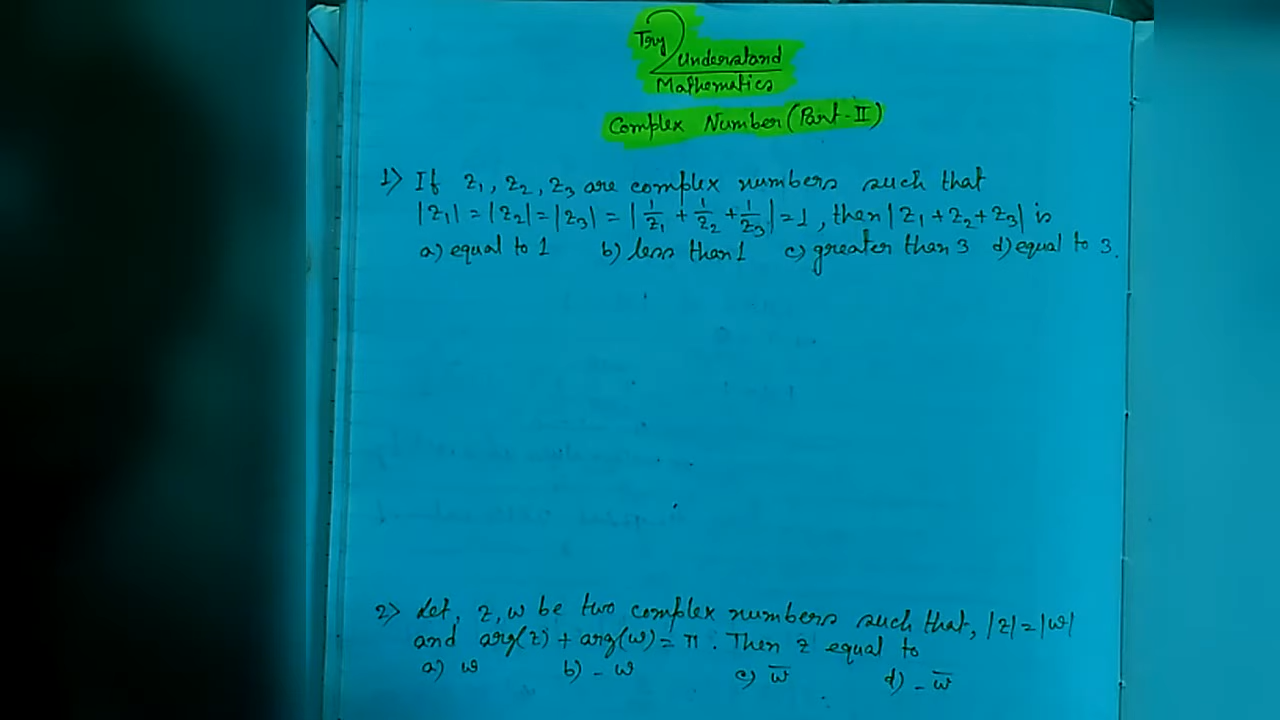 Try 2 Understand
Mathematics
Complex Number (Part-II)
1) If z₁, z₂, z₃ are complex numbers such that
|z₁| = |z₂| = |z₃| = |1/z₁ + 1/z₂ + 1/z₃| = 1, then |z₁ + z₂ + z₃| is
a) equal to 1 b) less than 1 c) greater than 3 d) equal to 3.
2) Let, z, w be two complex numbers such that, |z| = |w|
and arg(z) + arg(w) = π. Then z equal to
a) w b) - w c) w̅ d) - w̅